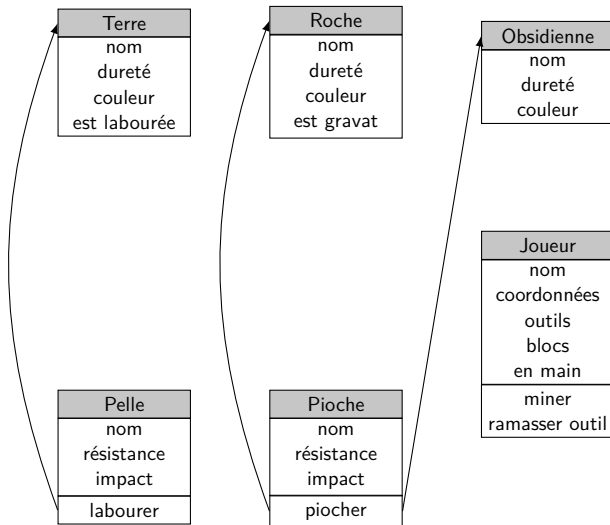 Terre
nom
dureté
couleur
est labourée
Roche
nom
dureté
couleur
est gravat
Obsidienne
nom
dureté
couleur
Joueur
nom
coordonnées
outils
blocs
en main
miner
ramasser outil
Pelle
nom
résistance
impact
labourer
Pioche
nom
résistance
impact
piocher